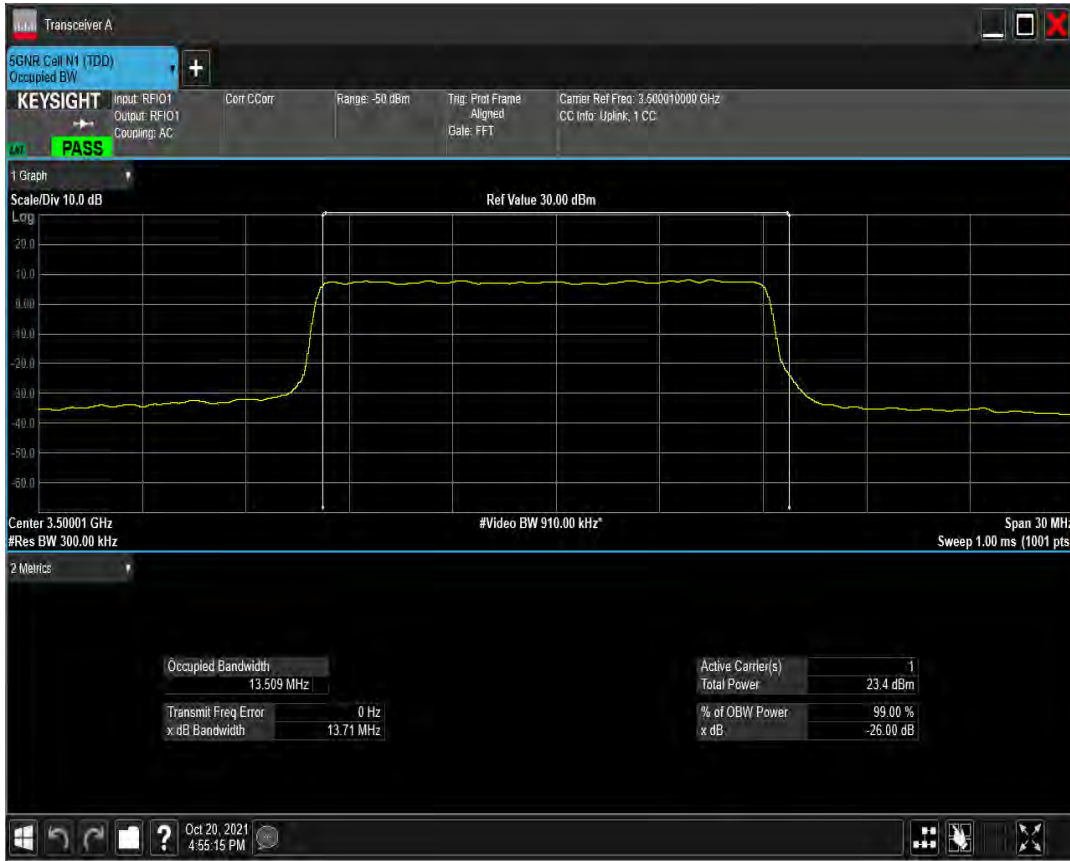 Transceiver A
5GNR Cell N1 (TDD)
Occupied BW
+
KEYSIGHT
PASS
Input: RFIO1
Output: RFIO1
Coupling: AC
Corr CCorr
Range: -50 dBm
Trig: Prot Frame
Aligned
Gate: FFT
Carrier Ref Freq: 3.500010000 GHz
CC Info: Uplink, 1 CC
1 Graph
Scale/Div 10.0 dB
Ref Value 30.00 dBm
Log
20.0
10.0
0.00
-10.0
-20.0
-30.0
-40.0
-50.0
-60.0
Center 3.50001 GHz
#Video BW 910.00 kHz*
Span 30 MHz
#Res BW 300.00 kHz
Sweep 1.00 ms (1001 pts
2 Metrics
Occupied Bandwidth
13.509 MHz
Transmit Freq Error 0 Hz
x dB Bandwidth 13.71 MHz
Active Carrier(s) 1
Total Power 23.4 dBm
% of OBW Power 99.00 %
x dB -26.00 dB
?
Oct 20, 2021
4:55:15 PM